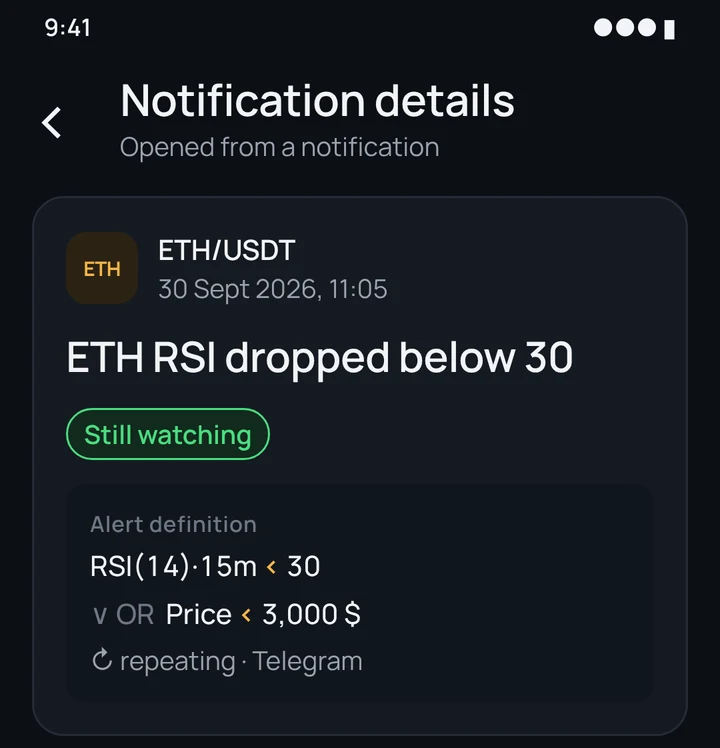 9:41
Notification details
Opened from a notification
ETH
ETH/USDT
30 Sept 2026, 11:05
ETH RSI dropped below 30
Still watching
Alert definition
RSI(14)·15m < 30
∨ OR Price < 3,000 $
↻ repeating · Telegram